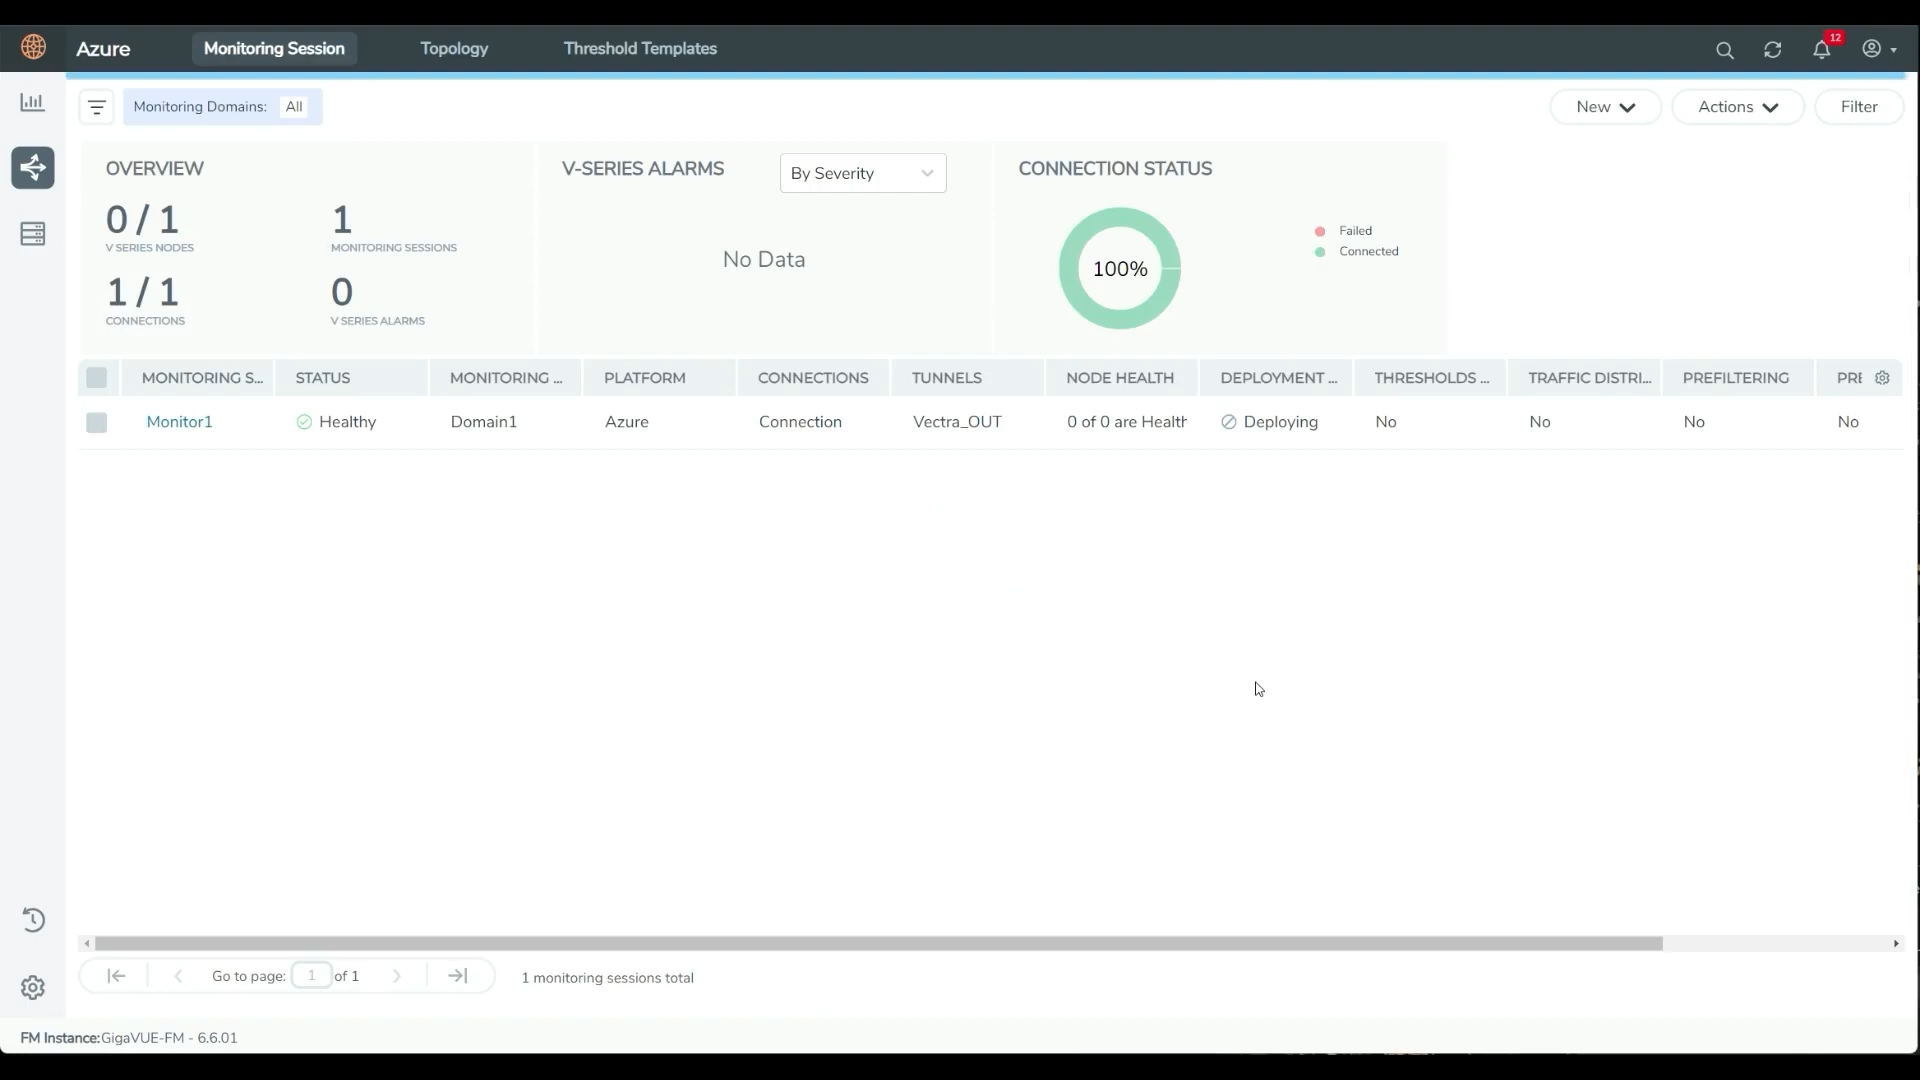 Azure
Monitoring Session
Topology
Threshold Templates
12
Monitoring Domains: All
New
Actions
Filter
OVERVIEW
0 / 1
V SERIES NODES
1
MONITORING SESSIONS
1 / 1
CONNECTIONS
0
V SERIES ALARMS
V-SERIES ALARMS
By Severity
No Data
CONNECTION STATUS
100%
Failed
Connected
MONITORING S... STATUS MONITORING ... PLATFORM CONNECTIONS TUNNELS NODE HEALTH DEPLOYMENT ... THRESHOLDS ... TRAFFIC DISTRI... PREFILTERING PRE
Monitor1 Healthy Domain1 Azure Connection Vectra_OUT 0 of 0 are Health Deploying No No No No
Go to page: 1 of 1
1 monitoring sessions total
FM Instance:GigaVUE-FM - 6.6.01